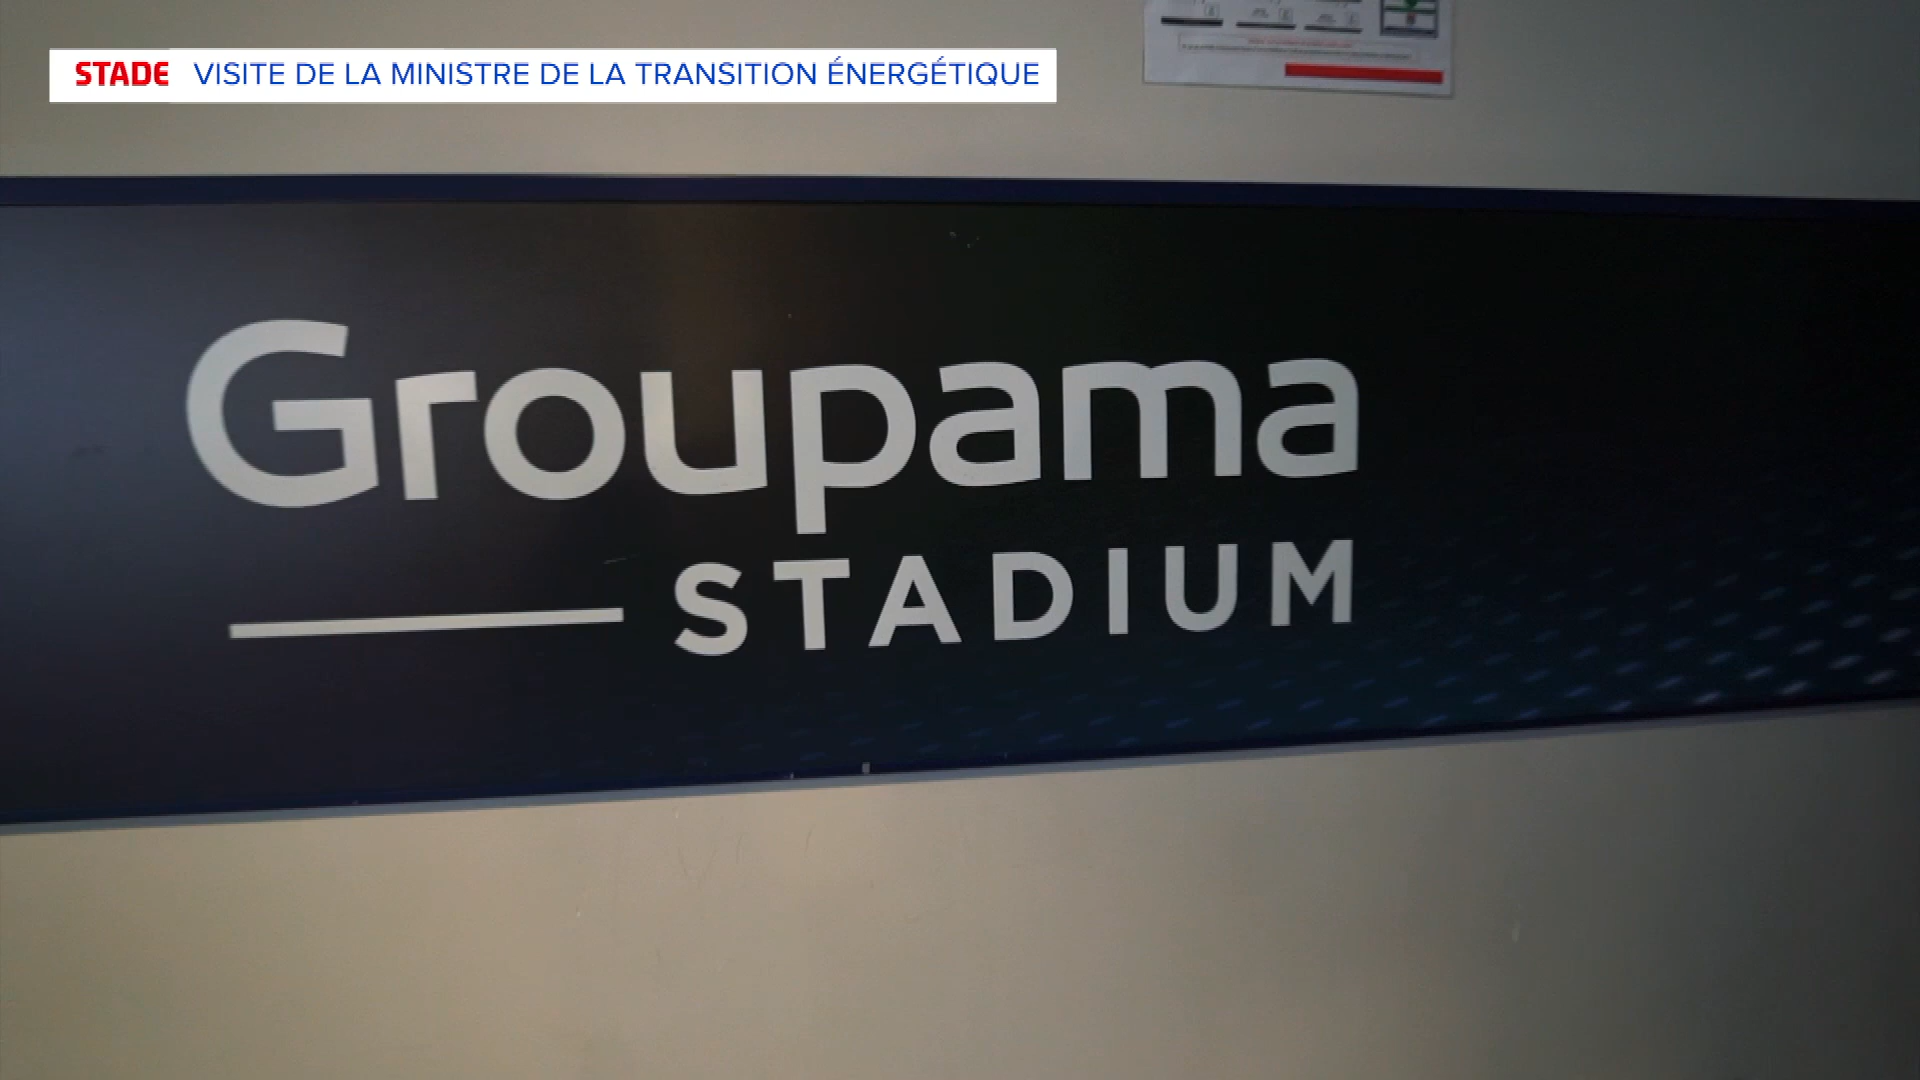 STADE VISITE DE LA MINISTRE DE LA TRANSITION ÉNERGÉTIQUE
Groupama
STADIUM